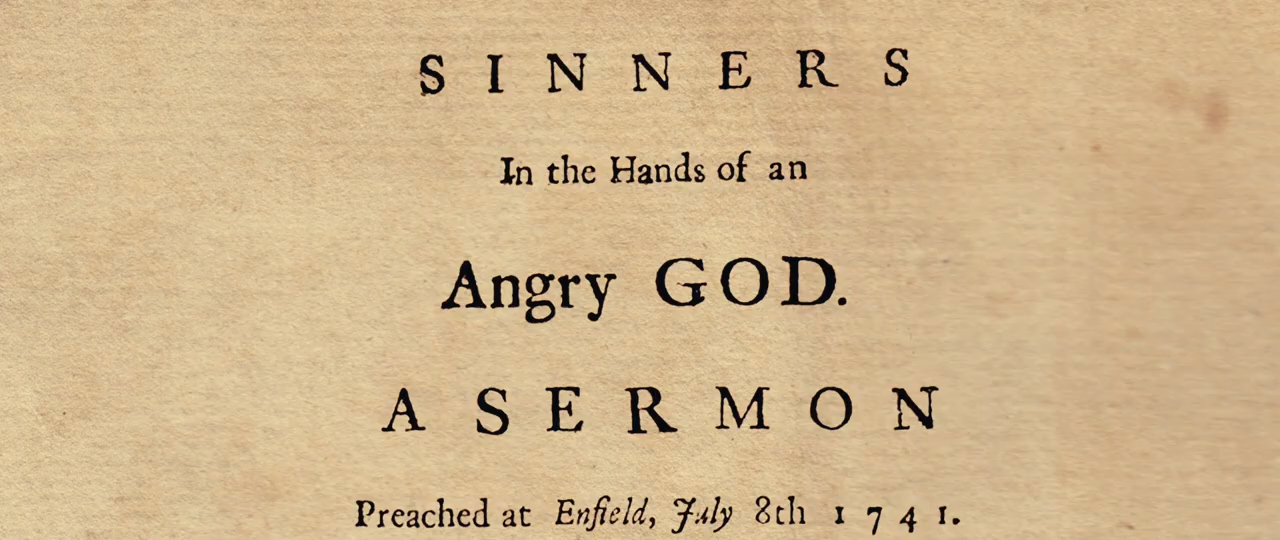 SINNERS
In the Hands of an
Angry GOD.
A SERMON
Preached at Enfield, July 8th 1741.